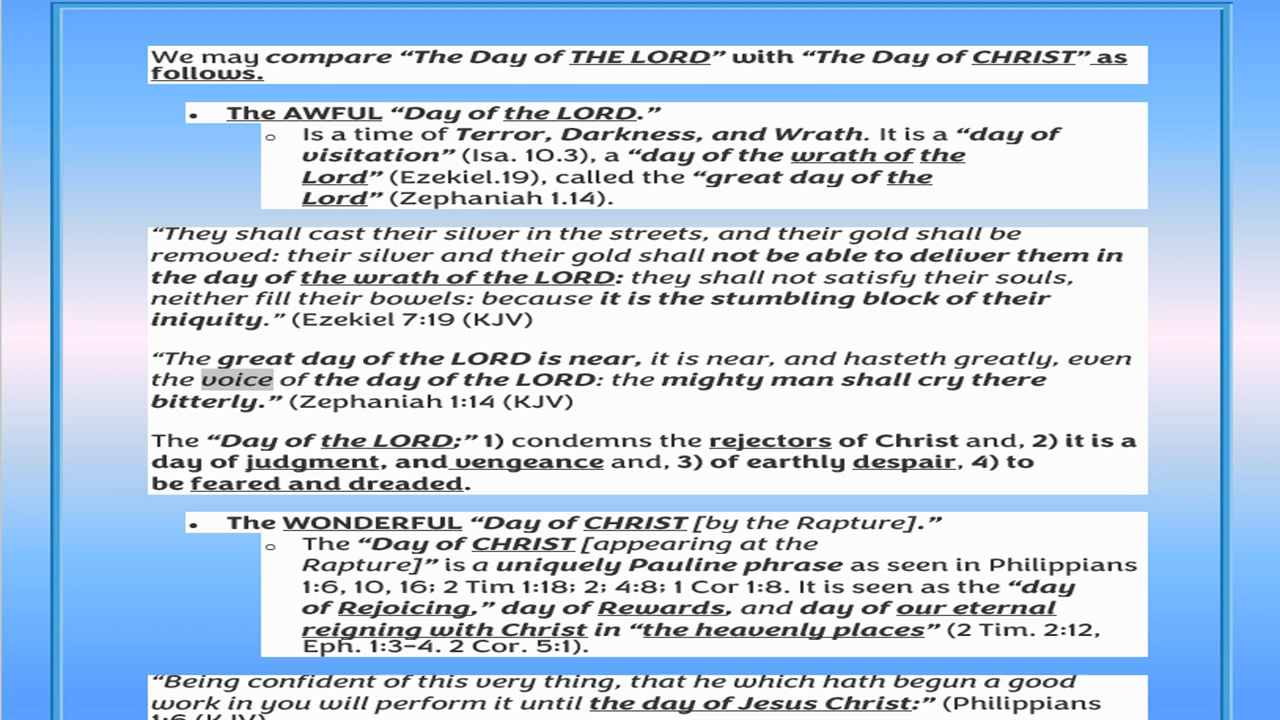 We may compare “The Day of THE LORD” with “The Day of CHRIST” as
follows.
• The AWFUL “Day of the LORD.”
o Is a time of Terror, Darkness, and Wrath. It is a “day of
visitation” (Isa. 10.3), a “day of the wrath of the
Lord” (Ezekiel.19), called the “great day of the
Lord” (Zephaniah 1.14).
“They shall cast their silver in the streets, and their gold shall be
removed: their silver and their gold shall not be able to deliver them in
the day of the wrath of the LORD: they shall not satisfy their souls,
neither fill their bowels: because it is the stumbling block of their
iniquity.” (Ezekiel 7:19 (KJV)
“The great day of the LORD is near, it is near, and hasteth greatly, even
the voice of the day of the LORD: the mighty man shall cry there
bitterly.” (Zephaniah 1:14 (KJV)
The “Day of the LORD;” 1) condemns the rejectors of Christ and, 2) it is a
day of judgment, and vengeance and, 3) of earthly despair, 4) to
be feared and dreaded.
• The WONDERFUL “Day of CHRIST [by the Rapture].”
o The “Day of CHRIST [appearing at the
Rapture]” is a uniquely Pauline phrase as seen in Philippians
1:6, 10, 16; 2 Tim 1:18; 2; 4:8; 1 Cor 1:8. It is seen as the “day
of Rejoicing,” day of Rewards, and day of our eternal
reigning with Christ in “the heavenly places” (2 Tim. 2:12,
Eph. 1:3–4. 2 Cor. 5:1).
“Being confident of this very thing, that he which hath begun a good
work in you will perform it until the day of Jesus Christ:” (Philippians
1:6 (KJV)